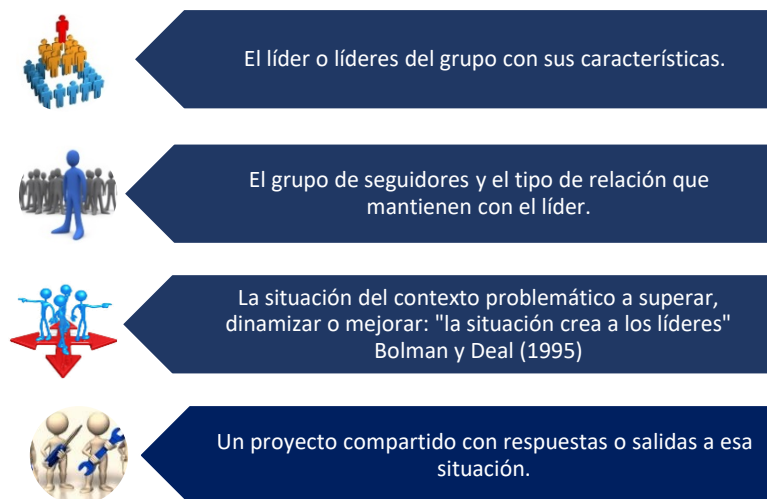 El líder o líderes del grupo con sus características.
El grupo de seguidores y el tipo de relación que
mantienen con el líder.
La situación del contexto problemático a superar,
dinamizar o mejorar: "la situación crea a los líderes"
Bolman y Deal (1995)
Un proyecto compartido con respuestas o salidas a esa
situación.